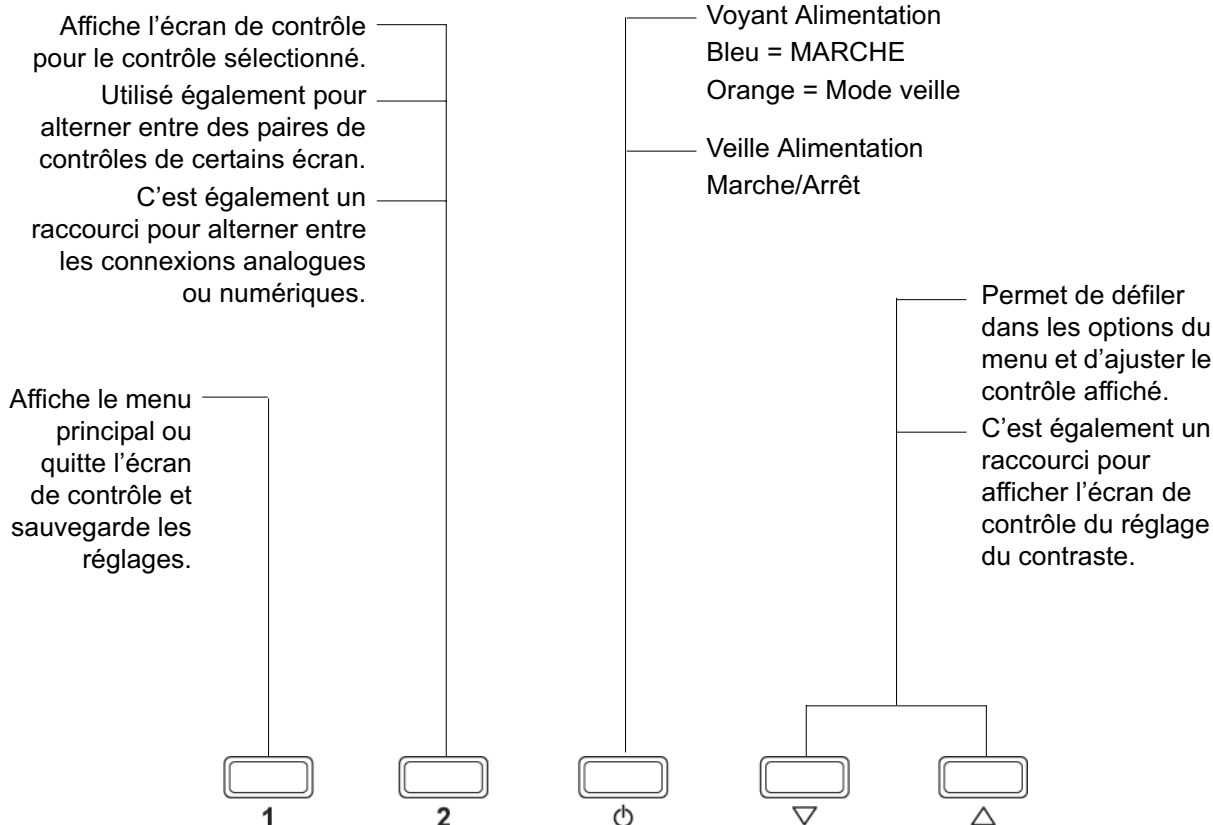 Affiche l’écran de contrôle
pour le contrôle sélectionné.
Utilisé également pour
alterner entre des paires de
contrôles de certains écran.
C’est également un
raccourci pour alterner entre
les connexions analogues
ou numériques.
Voyant Alimentation
Bleu = MARCHE
Orange = Mode veille
Veille Alimentation
Marche/Arrêt
Affiche le menu
principal ou
quitte l’écran
de contrôle et
sauvegarde les
réglages.
Permet de défiler
dans les options du
menu et d’ajuster le
contrôle affiché.
C’est également un
raccourci pour
afficher l’écran de
contrôle du réglage
du contraste.
1
2